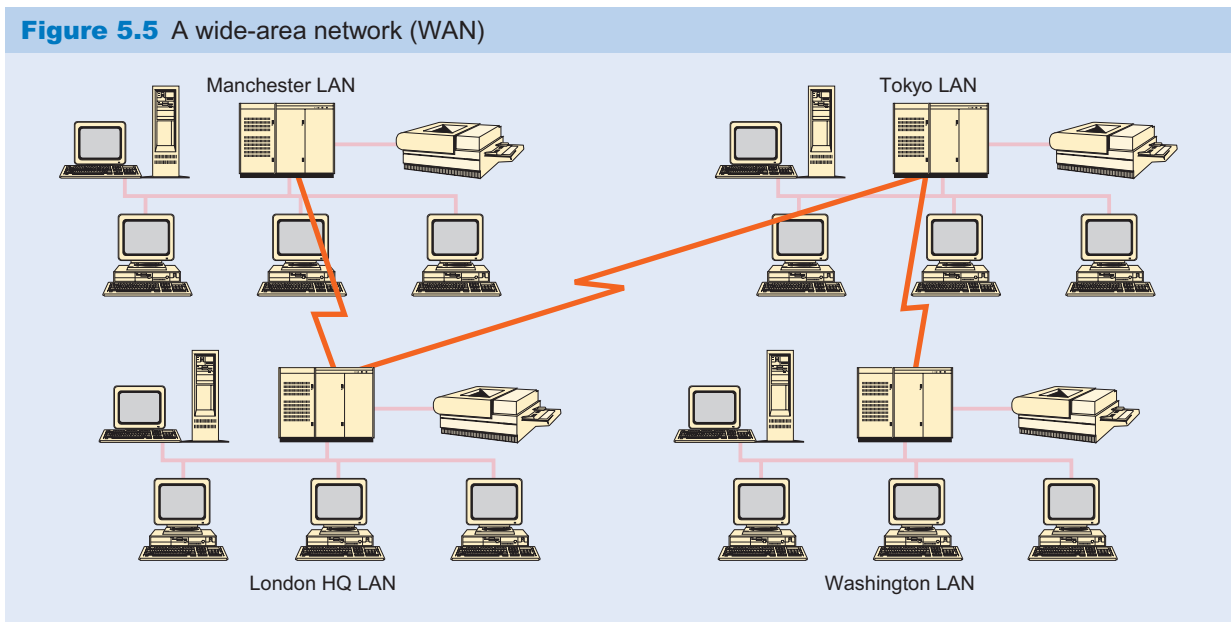 Figure 5.5 A wide-area network (WAN)
Manchester LAN
Tokyo LAN
London HQ LAN
Washington LAN